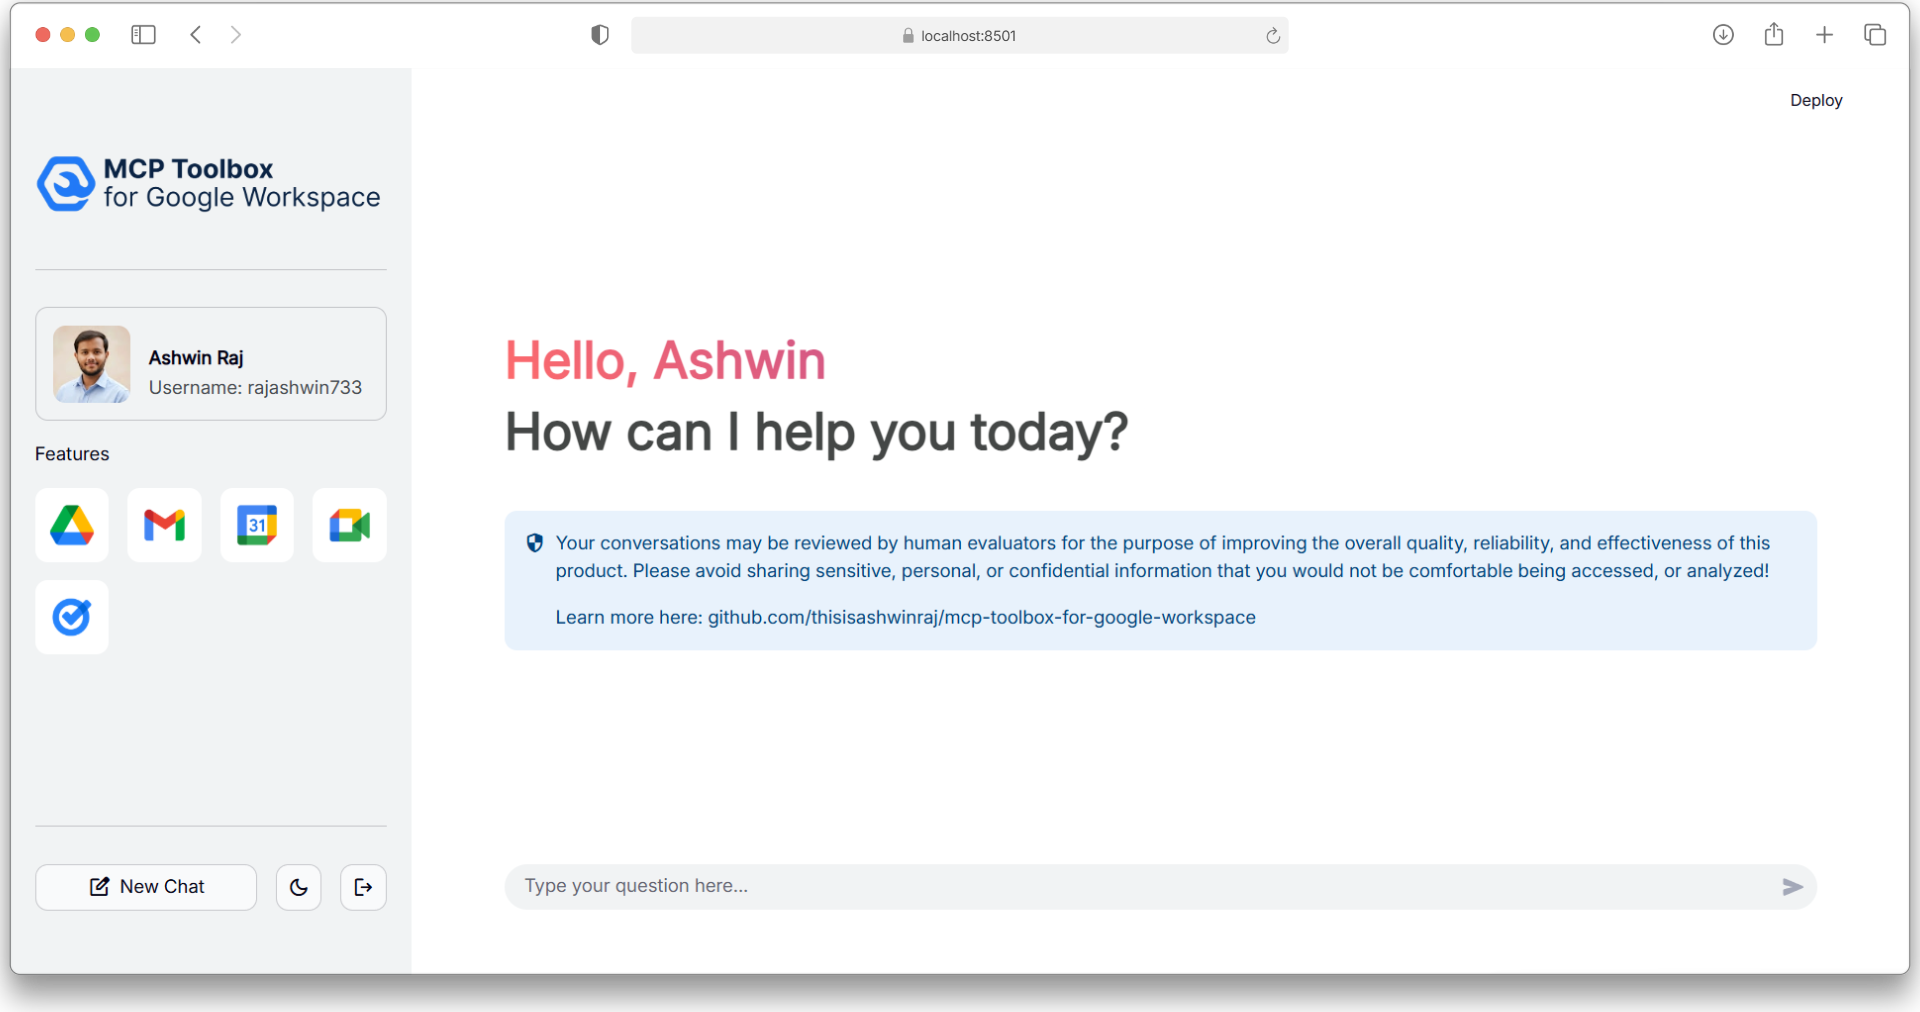 localhost:8501
Deploy
MCP Toolbox
for Google Workspace
Ashwin Raj
Username: rajashwin733
Features
31
New Chat
Hello, Ashwin
How can I help you today?
Your conversations may be reviewed by human evaluators for the purpose of improving the overall quality, reliability, and effectiveness of this
product. Please avoid sharing sensitive, personal, or confidential information that you would not be comfortable being accessed, or analyzed!
Learn more here: github.com/thisisashwinraj/mcp-toolbox-for-google-workspace
Type your question here...